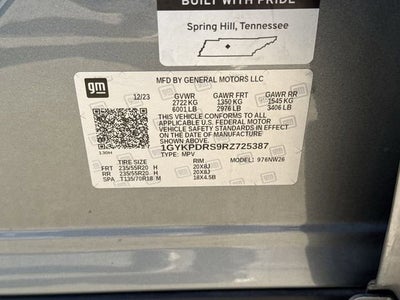 BUILT WITH PRIDE
Spring Hill, Tennessee
gm
MFD BY GENERAL MOTORS LLC
12/23 GVWR GAWR FRT GAWR RR
2722 KG 1350 KG 1545 KG
6001 LB 2976 LB 3406 LB
THIS VEHICLE CONFORMS TO ALL
APPLICABLE U.S. FEDERAL MOTOR
VEHICLE SAFETY AND THEFT
PREVENTION STANDARDS IN EFFECT
ON THE DATE OF MANUFACTURE
SHOWN ABOVE.
1GYKPDRS9RZ725387
TYPE: MPV MODEL: 976NW26
TIRE SIZE RIM
FRT 235/55R20 H 20X8J
RR 235/55R20 H 20X8J
SPA T135/70R18 M 18X4.5B